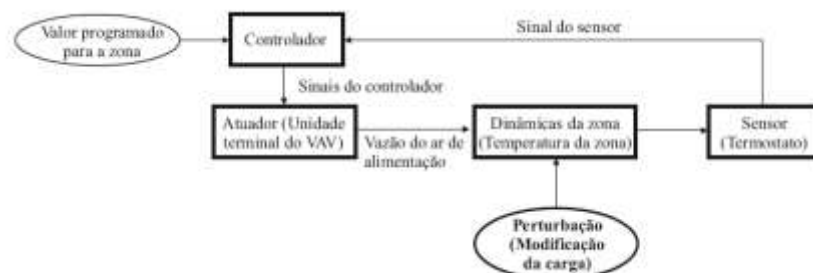 Valor programado
para a zona
Controlador
Sinal do sensor
Sinais do controlador
Atuador (Unidade
terminal do VAV)
Vazão do ar de
alimentação
Dinâmicas da zona
(Temperatura da zona)
Sensor
(Termostato)
Perturbação
(Modificação
da carga)